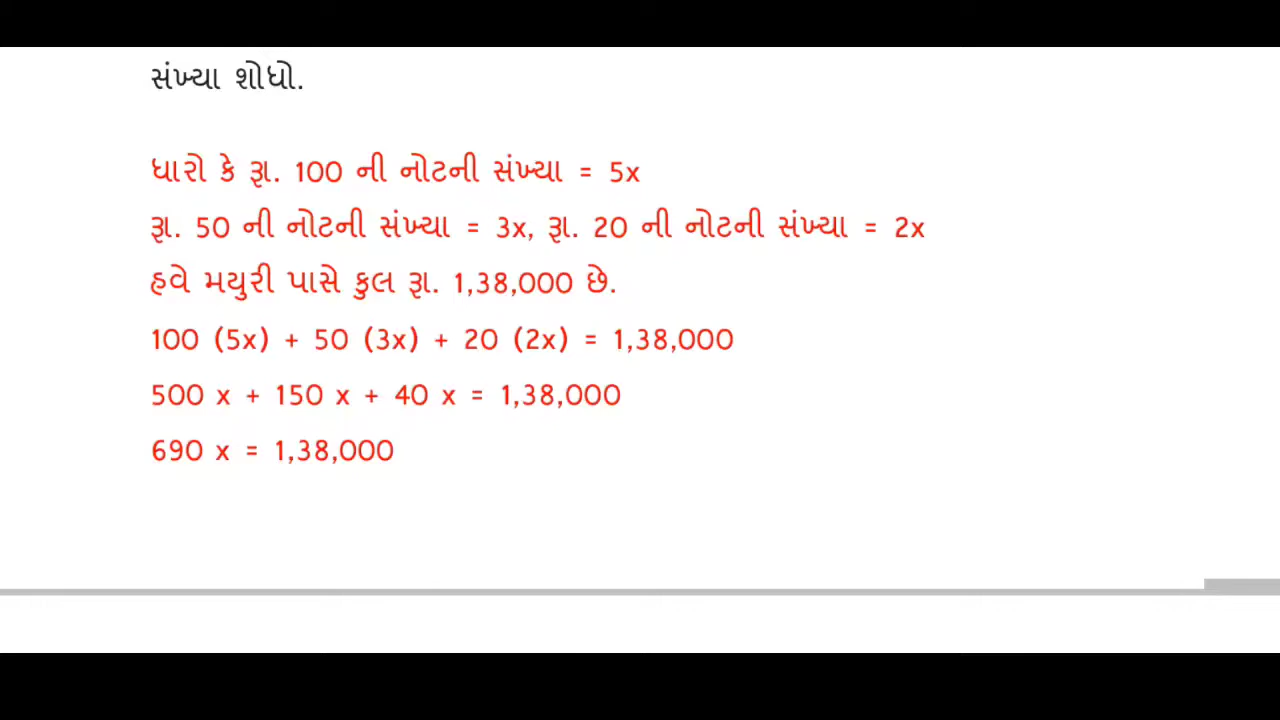 સંખ્યા શોધો.
ધારો કે રૂા. 100 ની નોટની સંખ્યા = 5x
રૂા. 50 ની નોટની સંખ્યા = 3x, રૂા. 20 ની નોટની સંખ્યા = 2x
હવે મયુરી પાસે કુલ રૂા. 1,38,000 છે.
100 (5x) + 50 (3x) + 20 (2x) = 1,38,000
500 x + 150 x + 40 x = 1,38,000
690 x = 1,38,000